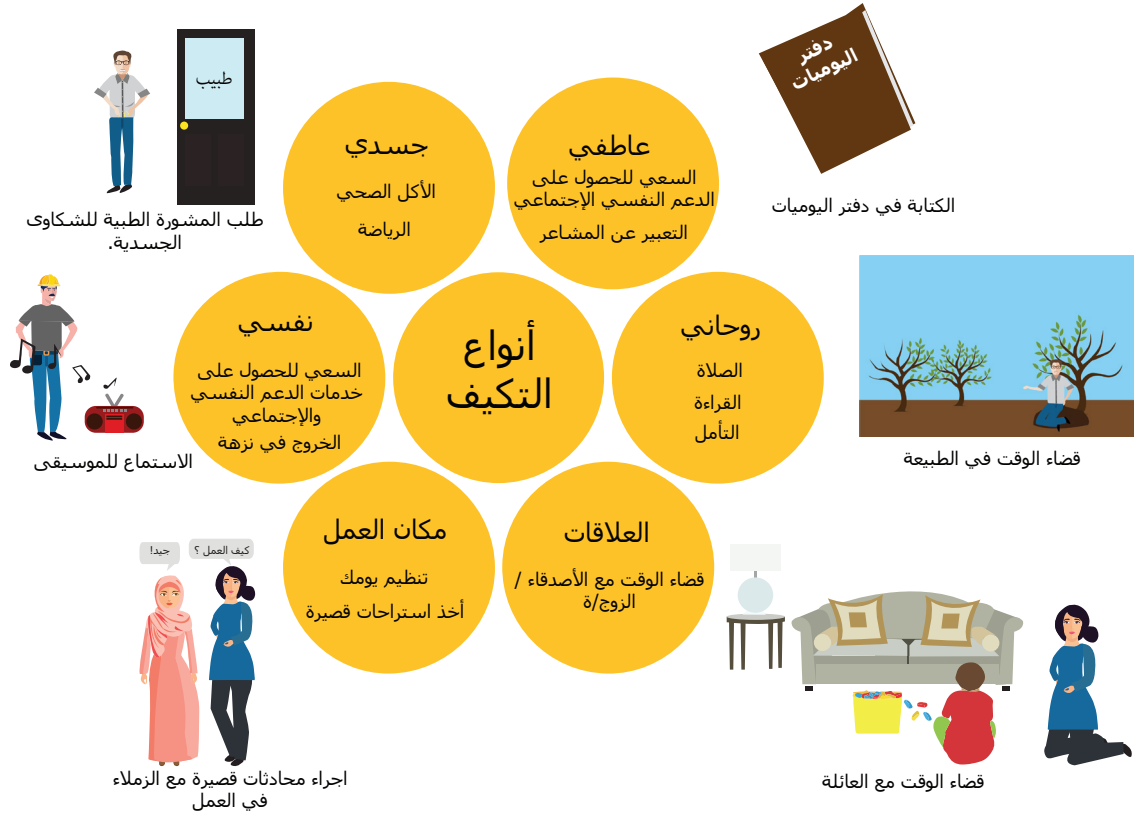 أنواع
التكيف
عاطفي
السعي للحصول على
الدعم النفسي الإجتماعي
التعبير عن المشاعر
دفتر
اليوميات
الكتابة في دفتر اليوميات
روحاني
الصلاة
القراءة
التأمل
قضاء الوقت في الطبيعة
العلاقات
قضاء الوقت مع الأصدقاء /
الزوج/ة
قضاء الوقت مع العائلة
مكان العمل
تنظيم يومك
أخذ استراحات قصيرة
كيف العمل ؟
جيد!
اجراء محادثات قصيرة مع الزملاء
في العمل
نفسي
السعي للحصول على
خدمات الدعم النفسي
والإجتماعي
الخروج في نزهة
الاستماع للموسيقى
جسدي
الأكل الصحي
الرياضة
طبيب
طلب المشورة الطبية للشكاوى
الجسدية.